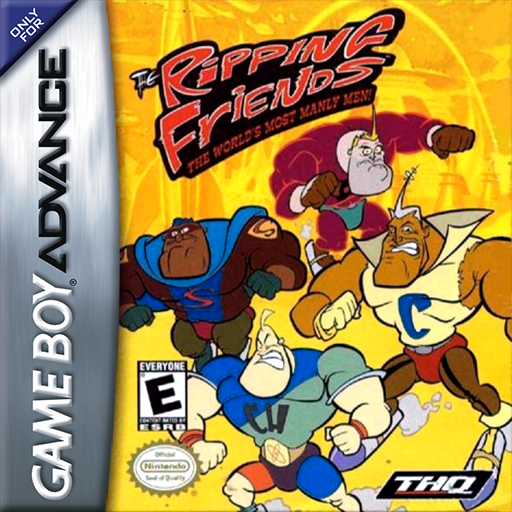 ONLY
FOR
GAME BOY ADVANCE
THE
RIPPING
FRIENDS
THE WORLD'S MOST MANLY MEN!
S
C
CH
EVERYONE
E
CONTENT RATED BY
ESRB
Official
Nintendo
Seal of Quality
THQ